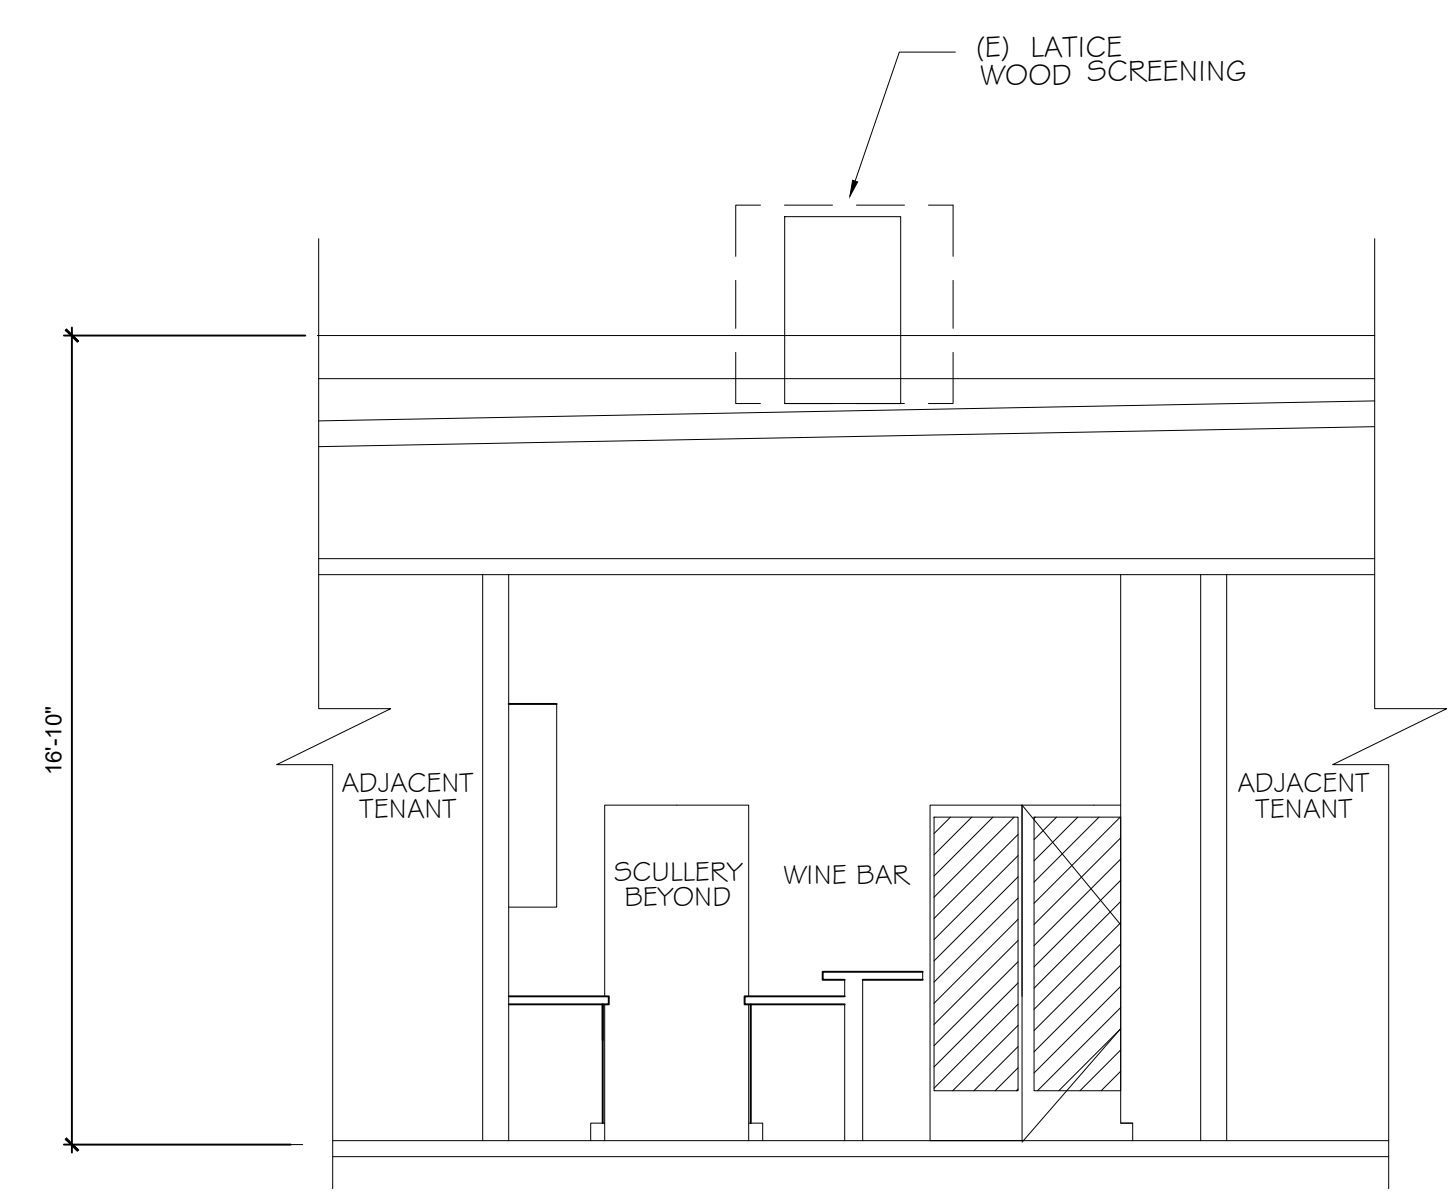 (E) LATICE
WOOD SCREENING
16'-10"
ADJACENT
TENANT
SCULLERY
BEYOND
WINE BAR
ADJACENT
TENANT